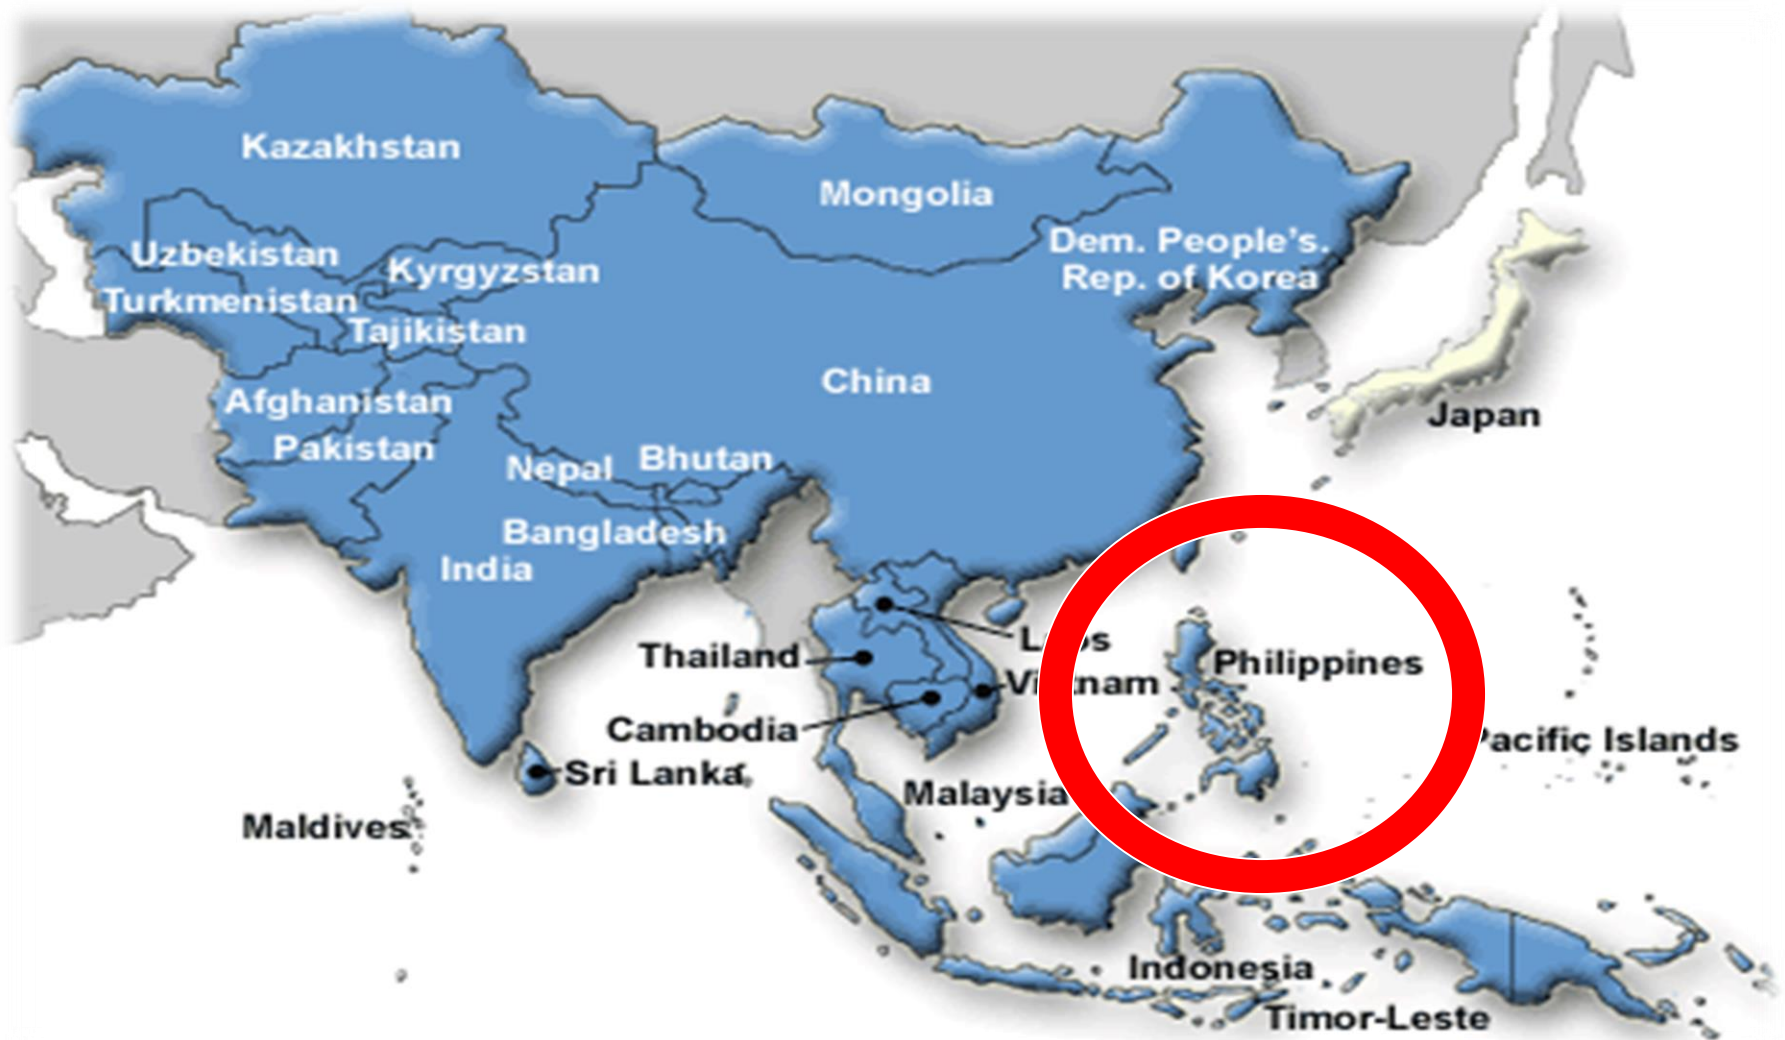 Kazakhstan
Mongolia
Uzbekistan
Kyrgyzstan
Dem. People's.
Rep. of Korea
Turkmenistan
Tajikistan
China
Afghanistan
Japan
Pakistan
Nepal
Bhutan
Bangladesh
India
Thailand
Philippines
Cambodia
Sri Lanka
Malaysia
Islands
Maldives
Indonesia
Timor-Leste